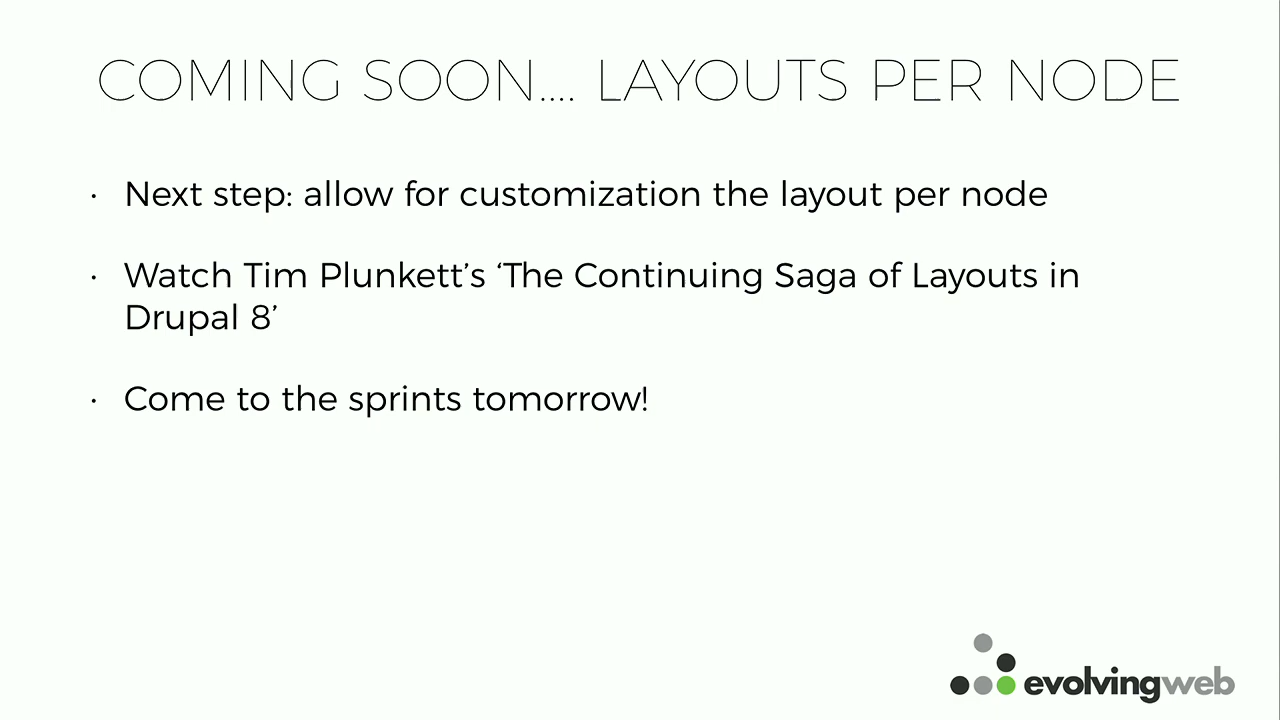 COMING SOON.... LAYOUTS PER NODE
· Next step: allow for customization the layout per node
· Watch Tim Plunkett’s ‘The Continuing Saga of Layouts in
Drupal 8’
· Come to the sprints tomorrow!
evolvingweb